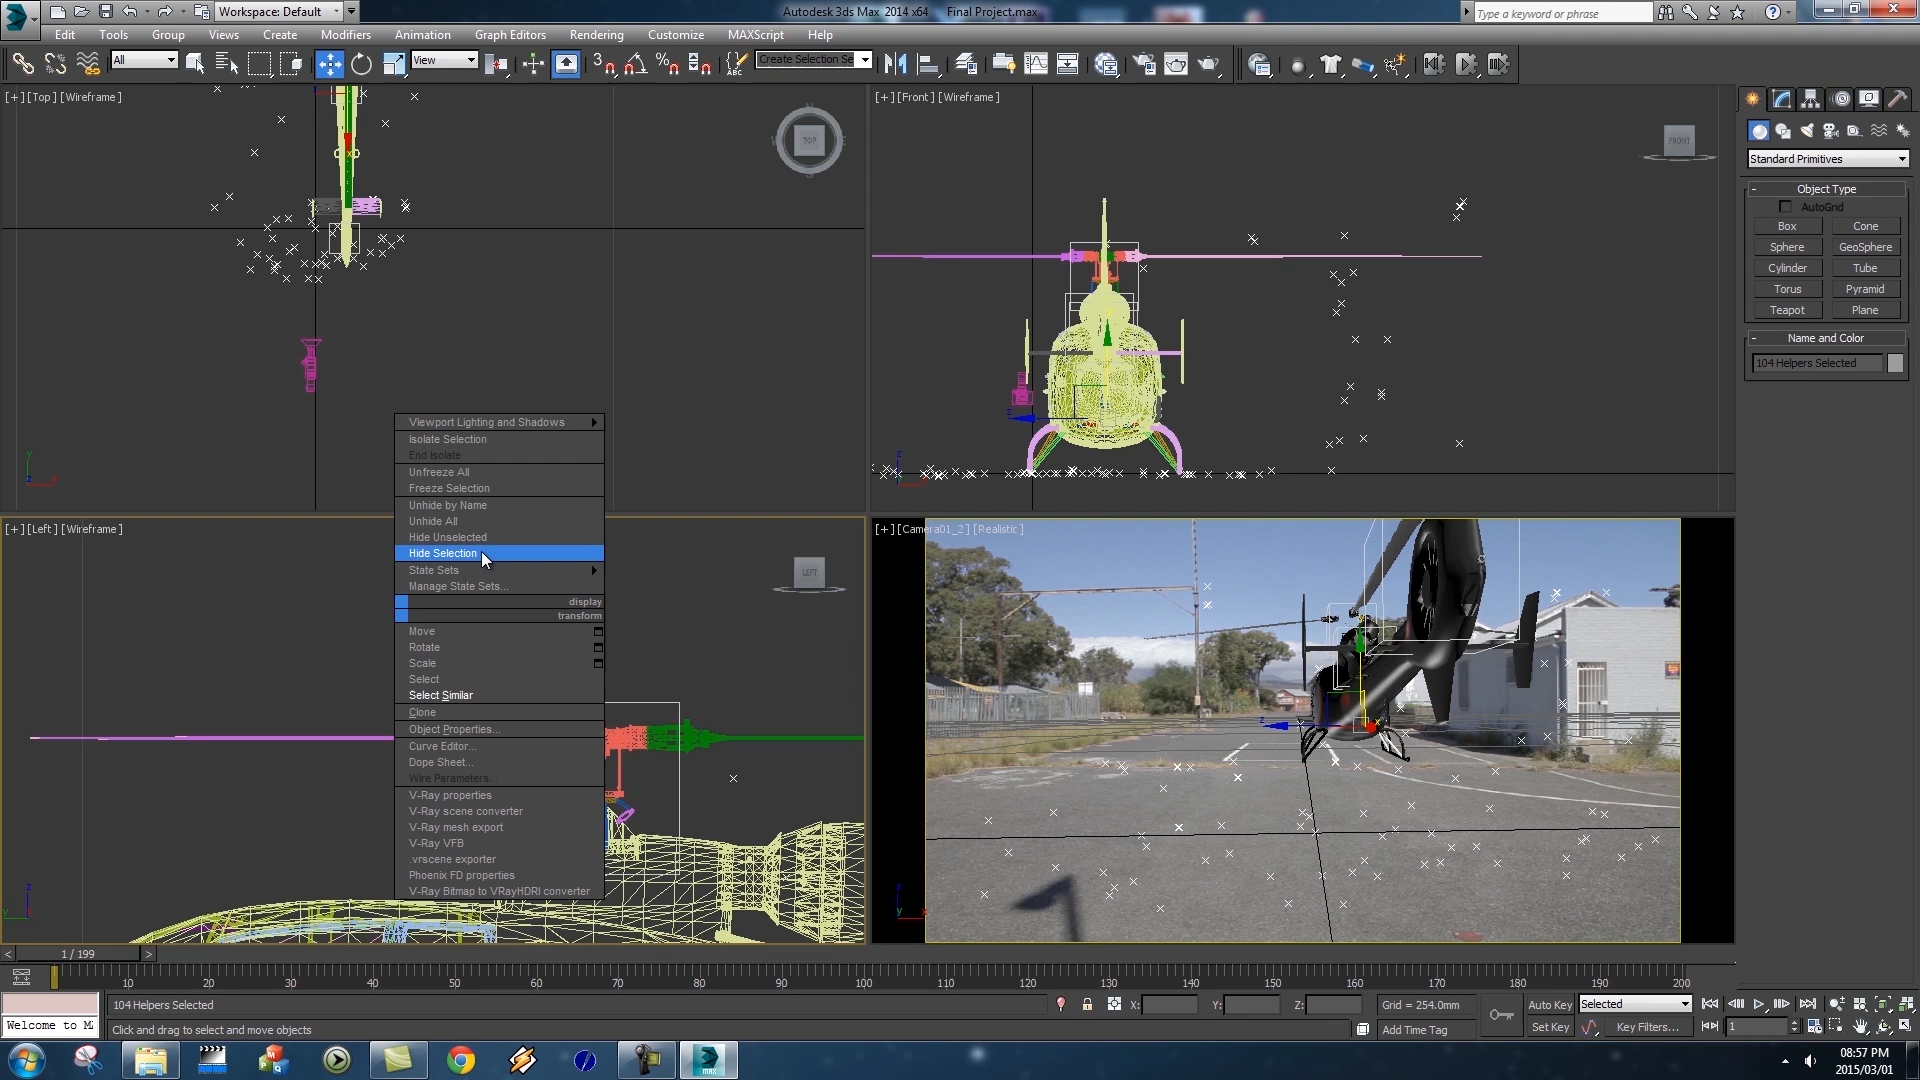 Workspace: Default
Autodesk 3ds Max  2014 x64    Final Project.max
Type a keyword or phrase
Edit Tools Group Views Create Modifiers Animation Graph Editors Rendering Customize MAXScript Help
All
View
Create Selection Se
[+] [Top] [Wireframe]
TOP
[+] [Front] [Wireframe]
FRONT
Standard Primitives
Object Type
AutoGrid
Box Cone
Sphere GeoSphere
Cylinder Tube
Torus Pyramid
Teapot Plane
Name and Color
104 Helpers Selected
Viewport Lighting and Shadows
Isolate Selection
End Isolate
Unfreeze All
Freeze Selection
Unhide by Name
Unhide All
Hide Unselected
Hide Selection
State Sets
Manage State Sets...
display
transform
Move
Rotate
Scale
Select
Select Similar
Clone
Object Properties...
Curve Editor...
Dope Sheet...
Wire Parameters...
V-Ray properties
V-Ray scene converter
V-Ray mesh export
V-Ray VFB
.vrscene exporter
Phoenix FD properties
V-Ray Bitmap to VRayHDRI converter
[+] [Left] [Wireframe]
LEFT
[+] [Camera01_2] [Realistic]
1 / 199
10 20 30 40 50 60 70 80 90 100 110 120 130 140 150 160 170 180 190 200
104 Helpers Selected
X: Y: Z:
Grid = 254.0mm
Auto Key
Selected
Welcome to M
Click and drag to select and move objects
Add Time Tag
Set Key
Key Filters...
1
08:57 PM
2015/03/01